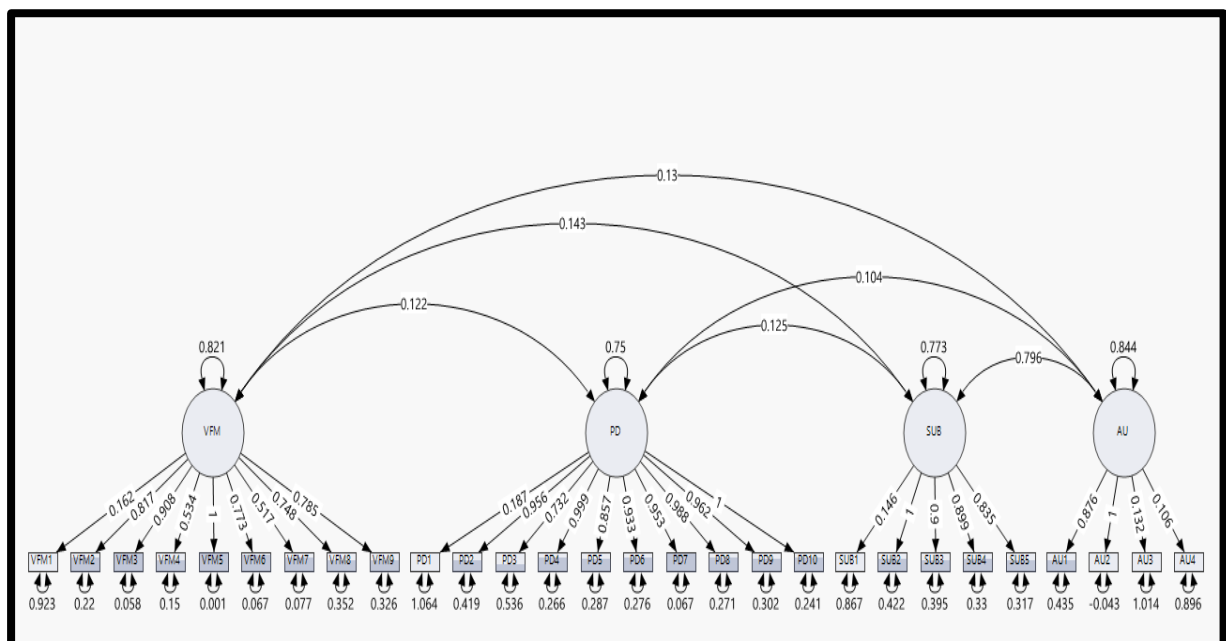 0.13
0.143
0.122
0.104
0.125
0.796
0.821 0.75 0.773 0.844
VFM PD SUB AU
0.162 0.817 0.908 0.534 1 0.773 0.517 0.748 0.785 0.187 0.956 0.732 0.999 0.857 0.933 0.953 0.988 0.962 1 0.146 1 0.9 0.899 0.835 0.876 1 0.132 0.106
VFM1 VFM2 VFM3 VFM4 VFM5 VFM6 VFM7 VFM8 VFM9 PD1 PD2 PD3 PD4 PD5 PD6 PD7 PD8 PD9 PD10 SUB1 SUB2 SUB3 SUB4 SUB5 AU1 AU2 AU3 AU4
0.923 0.22 0.058 0.15 0.001 0.067 0.077 0.352 0.326 1.064 0.419 0.536 0.266 0.287 0.276 0.067 0.271 0.302 0.241 0.867 0.422 0.395 0.33 0.317 0.435 -0.043 1.014 0.896